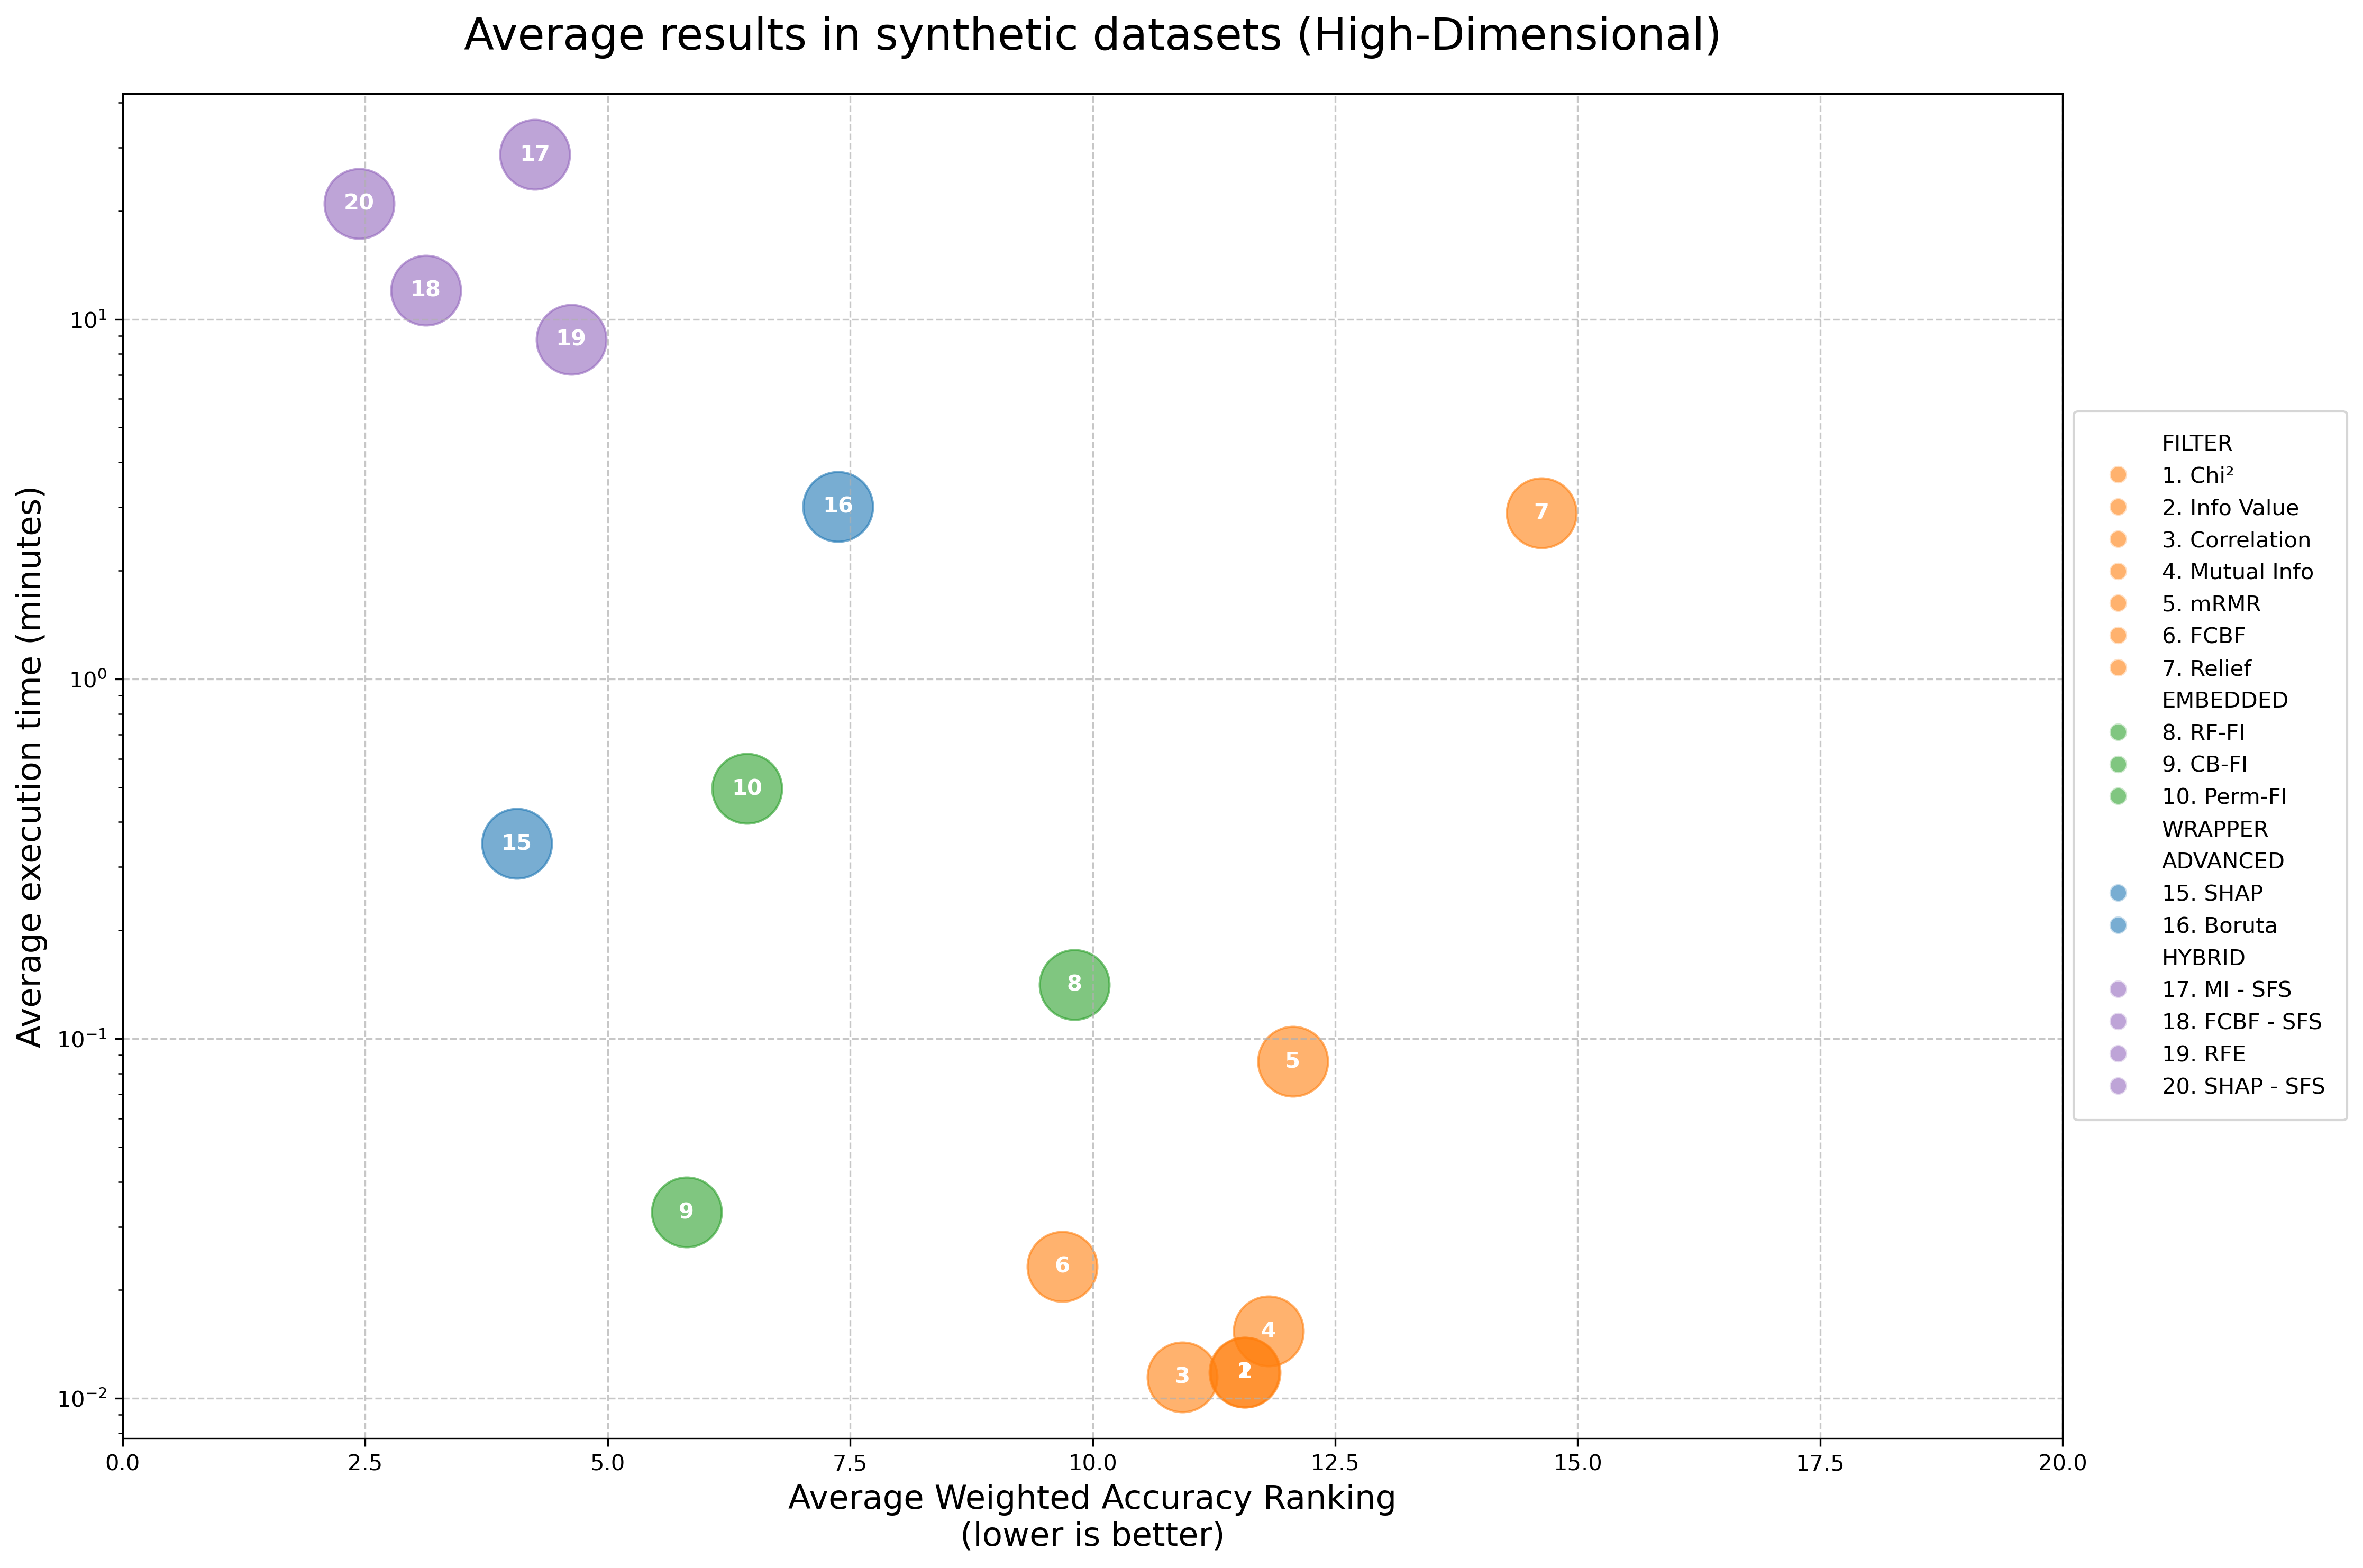 Average results in synthetic datasets (High-Dimensional)
Average execution time (minutes)
10¹
10⁰
10⁻¹
10⁻²
17
20
18
19
16
7
10
15
8
5
9
6
4
3
1
2
0.0
2.5
5.0
7.5
10.0
12.5
15.0
17.5
20.0
Average Weighted Accuracy Ranking
(lower is better)
FILTER
1. Chi²
2. Info Value
3. Correlation
4. Mutual Info
5. mRMR
6. FCBF
7. Relief
EMBEDDED
8. RF-FI
9. CB-FI
10. Perm-FI
WRAPPER
ADVANCED
15. SHAP
16. Boruta
HYBRID
17. MI - SFS
18. FCBF - SFS
19. RFE
20. SHAP - SFS